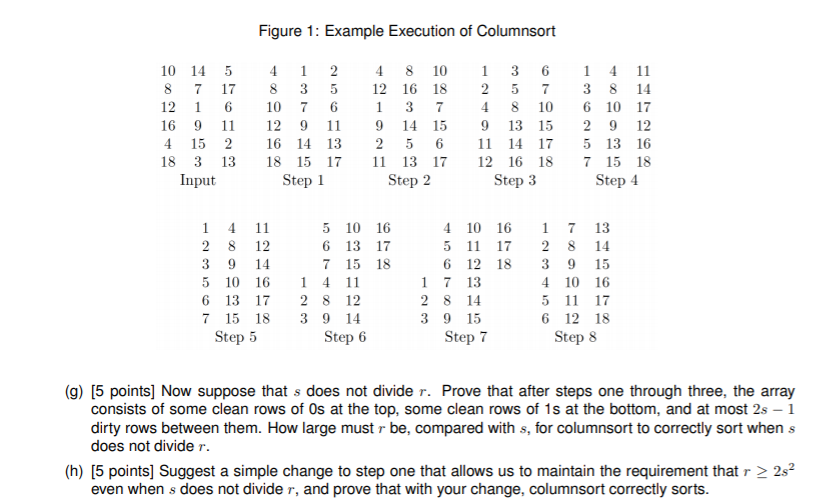 Figure 1: Example Execution of Columnsort
10 14 5 4 1 2 4 8 10 1 3 6 1 4 11
8 7 17 8 3 5 12 16 18 2 5 7 3 8 14
12 1 6 10 7 6 1 3 7 4 8 10 6 10 17
16 9 11 12 9 11 9 14 15 9 13 15 2 9 12
4 15 2 16 14 13 2 5 6 11 14 17 5 13 16
18 3 13 18 15 17 11 13 17 12 16 18 7 15 18
Input Step 1 Step 2 Step 3 Step 4
1 4 11 5 10 16 4 10 16 1 7 13
2 8 12 6 13 17 5 11 17 2 8 14
3 9 14 7 15 18 6 12 18 3 9 15
5 10 16 1 4 11 1 7 13 4 10 16
6 13 17 2 8 12 2 8 14 5 11 17
7 15 18 3 9 14 3 9 15 6 12 18
Step 5 Step 6 Step 7 Step 8
(g) [5 points] Now suppose that s does not divide r. Prove that after steps one through three, the array
consists of some clean rows of 0s at the top, some clean rows of 1s at the bottom, and at most 2s − 1
dirty rows between them. How large must r be, compared with s, for columnsort to correctly sort when s
does not divide r.
(h) [5 points] Suggest a simple change to step one that allows us to maintain the requirement that r ≥ 2s²
even when s does not divide r, and prove that with your change, columnsort correctly sorts.